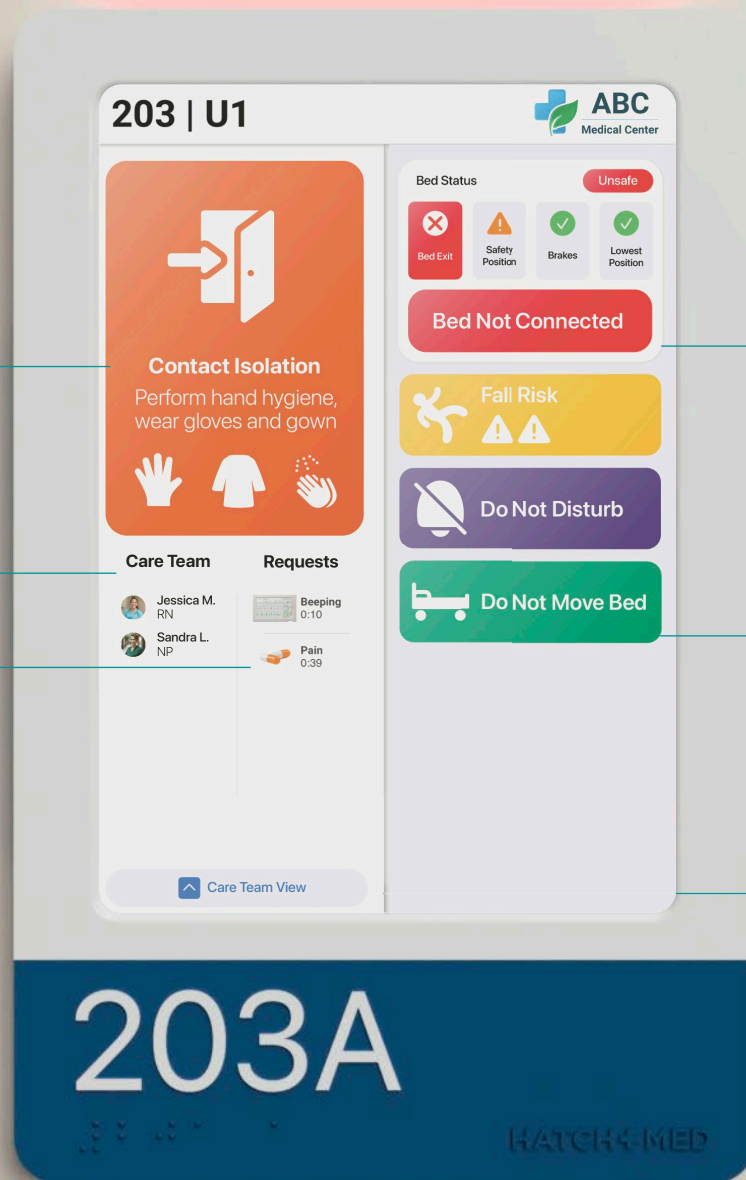 203 | U1
ABC
Medical Center
Contact Isolation
Perform hand hygiene,
wear gloves and gown
Care Team
Jessica M.
RN
Sandra L.
NP
Requests
Beeping
0:10
Pain
0:39
Care Team View
Bed Status
Unsafe
Bed Exit
Safety
Position
Brakes
Lowest
Position
Bed Not Connected
Fall Risk
Do Not Disturb
Do Not Move Bed
203A
HATCHMED